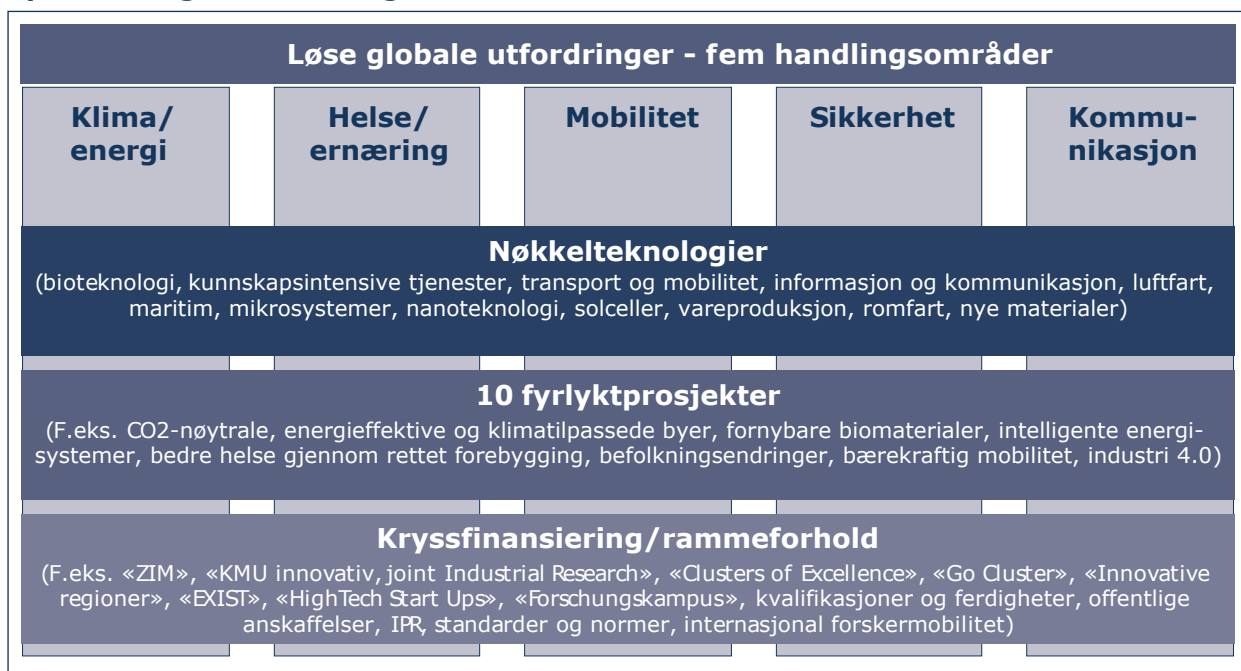 Løse globale utfordringer - fem handlingsområder
Klima/
energi
Helse/
ernæring
Mobilitet
Sikkerhet
Kommu-
nikasjon
Nøkkelteknologier
(bioteknologi, kunnskapsintensive tjenester, transport og mobilitet, informasjon og kommunikasjon, luftfart,
maritim, mikrosystemer, nanoteknologi, solceller, vareproduksjon, romfart, nye materialer)
10 fyrlyktprosjekter
(F.eks. CO2-nøytrale, energieffektive og klimatilpassede byer, fornybare biomaterialer, intelligente energi-
systemer, bedre helse gjennom rettet forebygging, befolkningsendringer, bærekraftig mobilitet, industri 4.0)
Kryssfinansiering/rammeforhold
(F.eks. «ZIM», «KMU innovativ, joint Industrial Research», «Clusters of Excellence», «Go Cluster», «Innovative
regioner», «EXIST», «HighTech Start Ups», «Forschungskampus», kvalifikasjoner og ferdigheter, offentlige
anskaffelser, IPR, standarder og normer, internasjonal forskermobilitet)